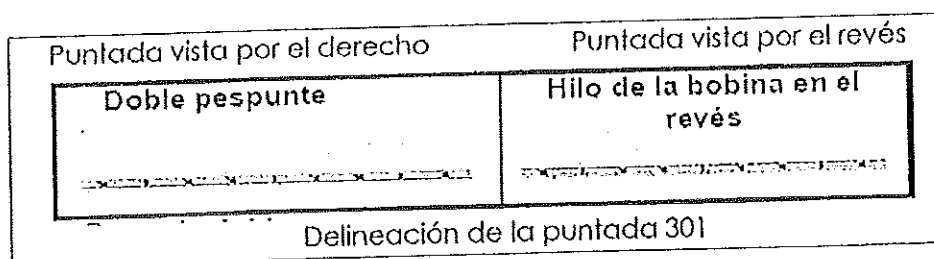 Puntada vista por el derecho
Puntada vista por el revés
Doble pespunte
Hilo de la bobina en el
revés
Delineación de la puntada 301